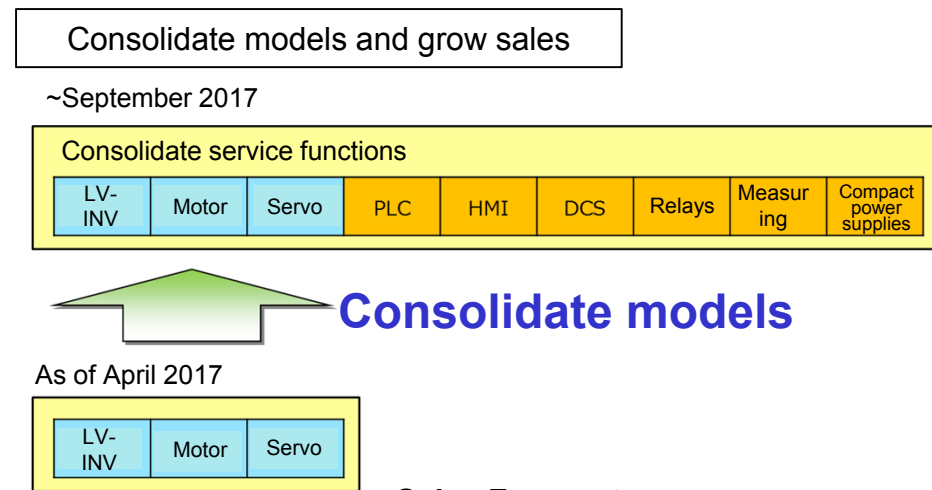 Consolidate models and grow sales
~September 2017
Consolidate service functions
LV-
INV
Motor
Servo
PLC
HMI
DCS
Relays
Measur
ing
Compact
power
supplies
Consolidate models
As of April 2017
LV-
INV
Motor
Servo